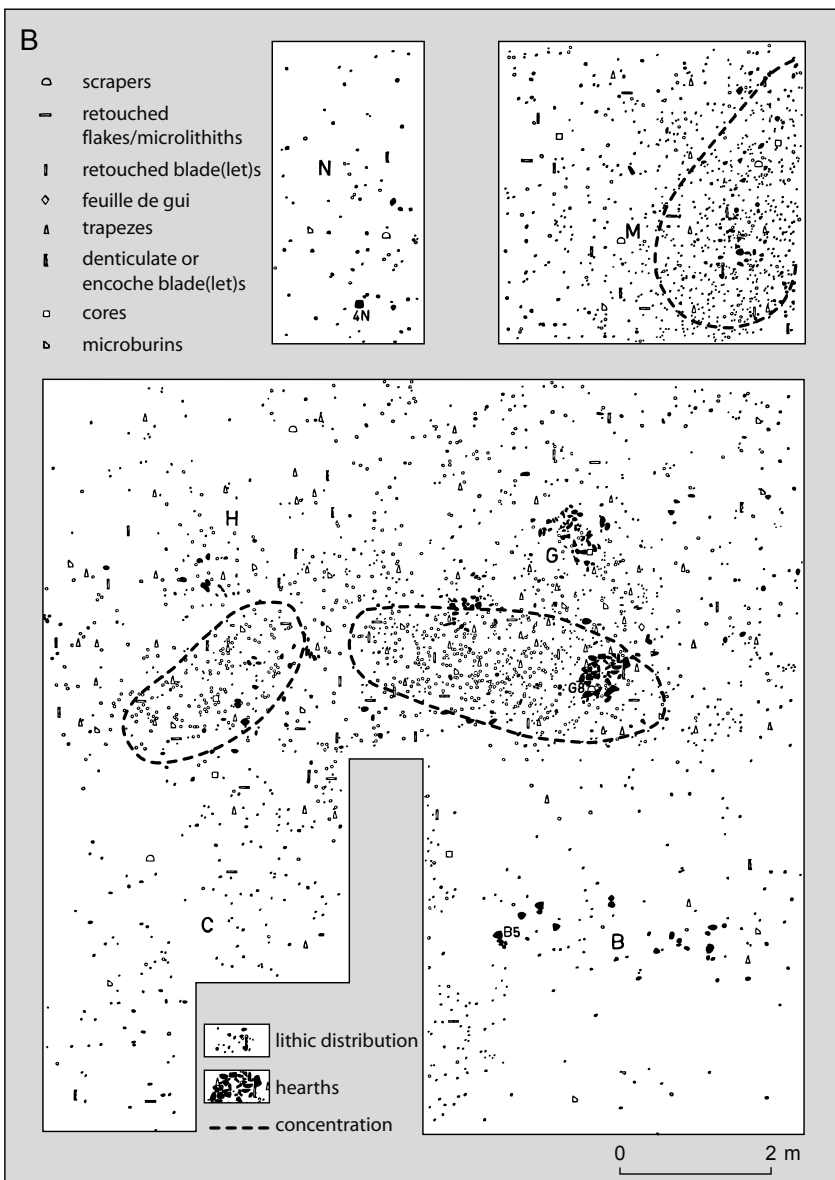 B
scrapers
retouched
flakes/microlithiths
retouched blade(let)s
feuille de gui
trapezes
denticulate or
encoche blade(let)s
cores
microburins
N
4N
M
H
G
G8
C
B5
B
lithic distribution
hearths
concentration
0 2 m